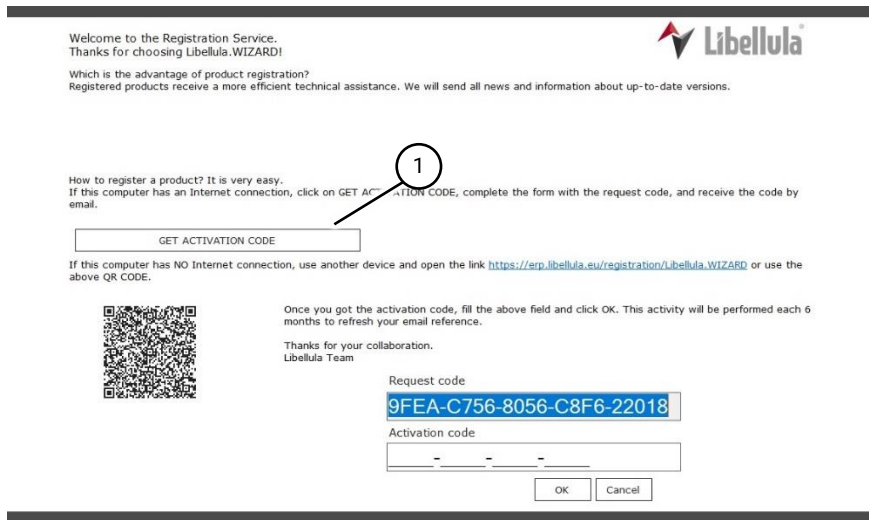 Welcome to the Registration Service.
Thanks for choosing Libellula.WIZARD!
Libellula
Which is the advantage of product registration?
Registered products receive a more efficient technical assistance. We will send all news and information about up-to-date versions.
1
How to register a product? It is very easy.
If this computer has an Internet connection, click on GET AC TION CODE, complete the form with the request code, and receive the code by
email.
GET ACTIVATION CODE
If this computer has NO Internet connection, use another device and open the link https://erp.libellula.eu/registration/Libellula.WIZARD or use the
above QR CODE.
Once you got the activation code, fill the above field and click OK. This activity will be performed each 6
months to refresh your email reference.
Thanks for your collaboration.
Libellula Team
Request code
9FEA-C756-8056-C8F6-22018
Activation code
_____-_____-_____-_____
OK Cancel